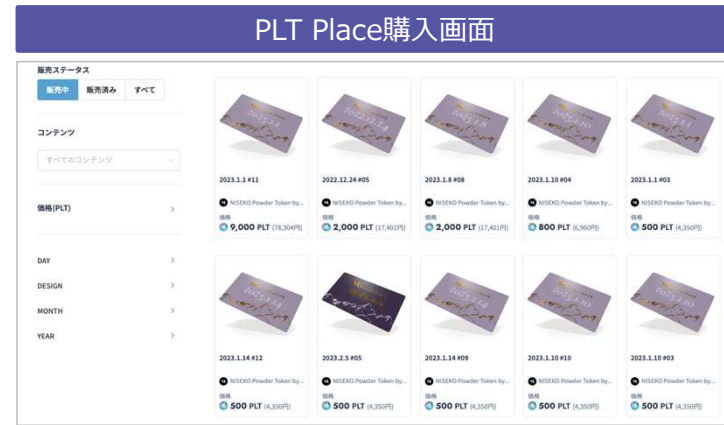 PLT Place購入画面
販売ステータス
販売中 販売済み すべて
コンテンツ
すべてのコンテンツ
価格(PLT)
DAY
DESIGN
MONTH
YEAR
2023.1.1 #11
NISEKO Powder Token by...
価格
9,000 PLT (78,304円)
2022.12.24 #05
NISEKO Powder Token by...
価格
2,000 PLT (17,401円)
2023.1.8 #08
NISEKO Powder Token by...
価格
2,000 PLT (17,401円)
2023.1.10 #04
NISEKO Powder Token by...
価格
800 PLT (6,960円)
2023.1.1 #03
NISEKO Powder Token by...
価格
500 PLT (4,350円)
2023.1.14 #12
NISEKO Powder Token by...
価格
500 PLT (4,350円)
2023.2.5 #05
NISEKO Powder Token by...
価格
500 PLT (4,350円)
2023.1.14 #09
NISEKO Powder Token by...
価格
500 PLT (4,350円)
2023.1.10 #10
NISEKO Powder Token by...
価格
500 PLT (4,350円)
2023.1.10 #03
NISEKO Powder Token by...
価格
500 PLT (4,350円)